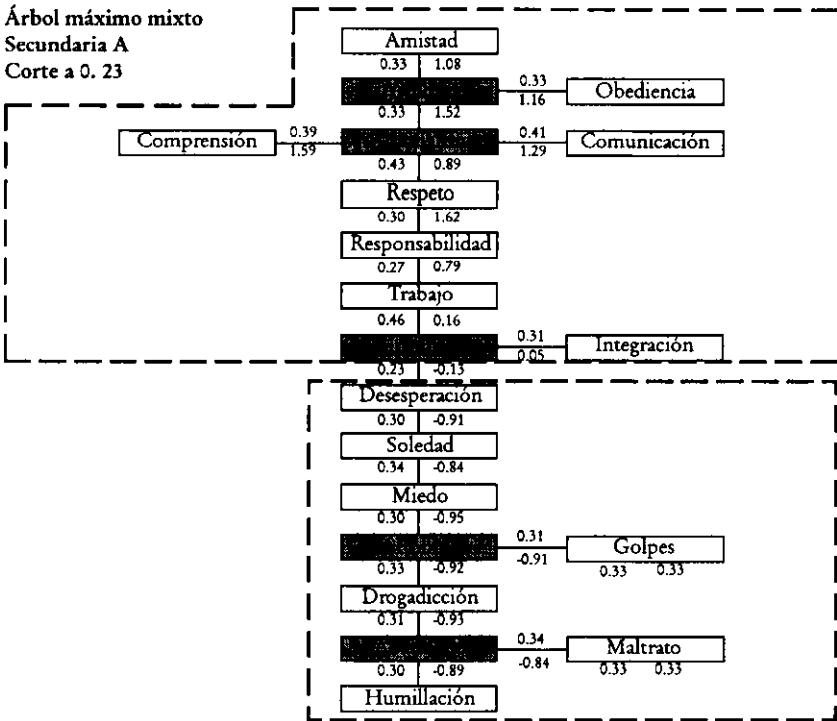 Árbol máximo mixto
Secundaria A
Corte a 0. 23
Amistad
0.33 1.08
0.33
1.16
Obediencia
0.33 1.52
Comprensión
0.39
1.59
0.41
1.29
Comunicación
0.43 0.89
Respeto
0.30 1.62
Responsabilidad
0.27 0.79
Trabajo
0.46 0.16
0.31
0.05
Integración
0.23 -0.13
Desesperación
0.30 -0.91
Soledad
0.34 -0.84
Miedo
0.30 -0.95
0.31
-0.91
Golpes
0.33 0.33
0.33 -0.92
Drogadicción
0.31 -0.93
0.34
-0.84
Maltrato
0.33 0.33
0.30 -0.89
Humillación